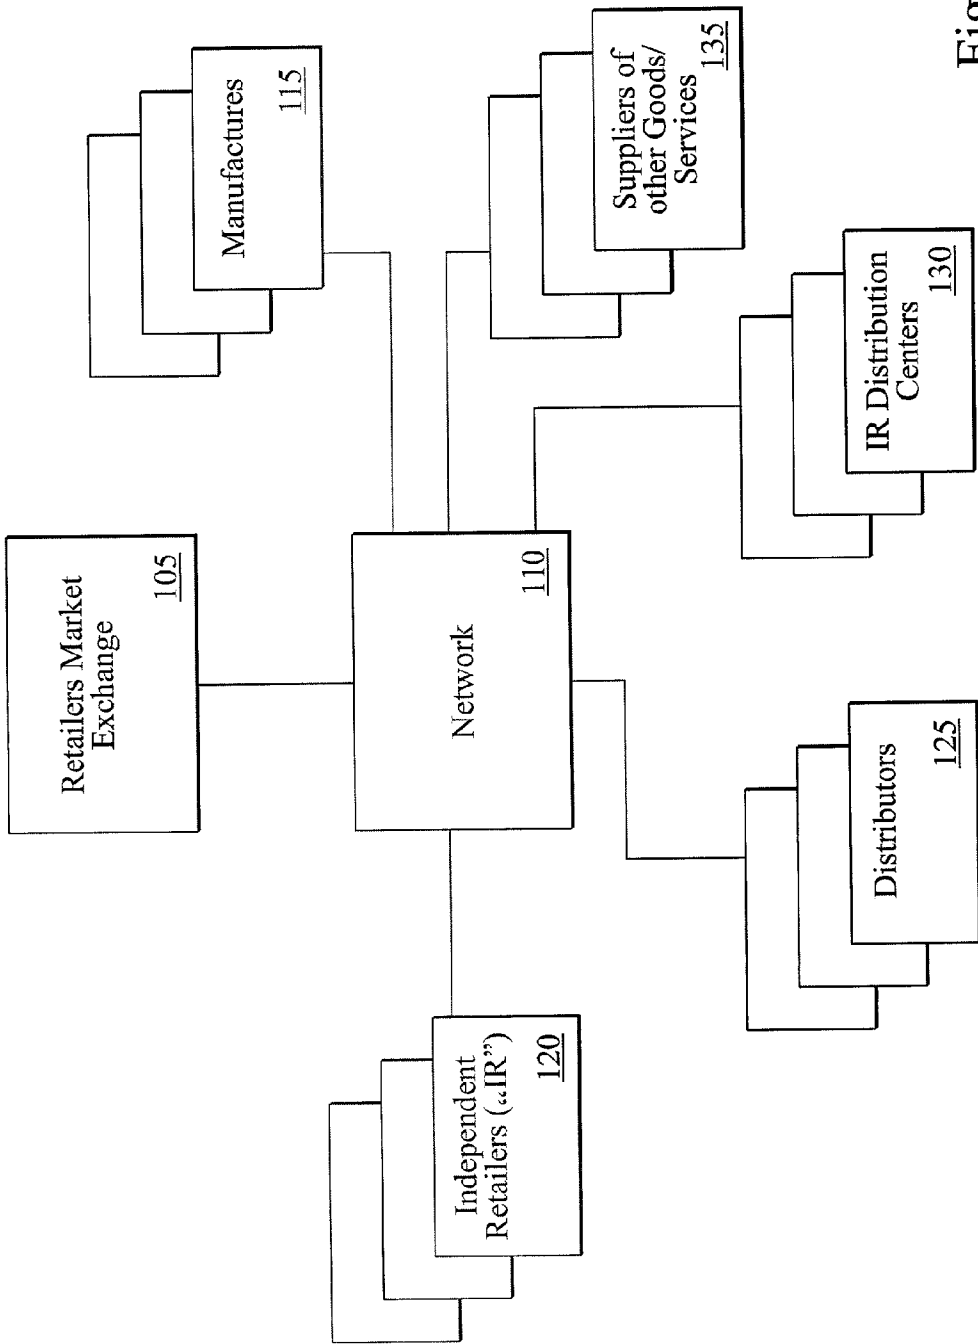 Retailers Market
Exchange
105
Manufactures
115
Network
110
Suppliers of
other Goods/
Services
135
Independent
Retailers („IR”)
120
Distributors
125
IR Distribution
Centers
130
Fig